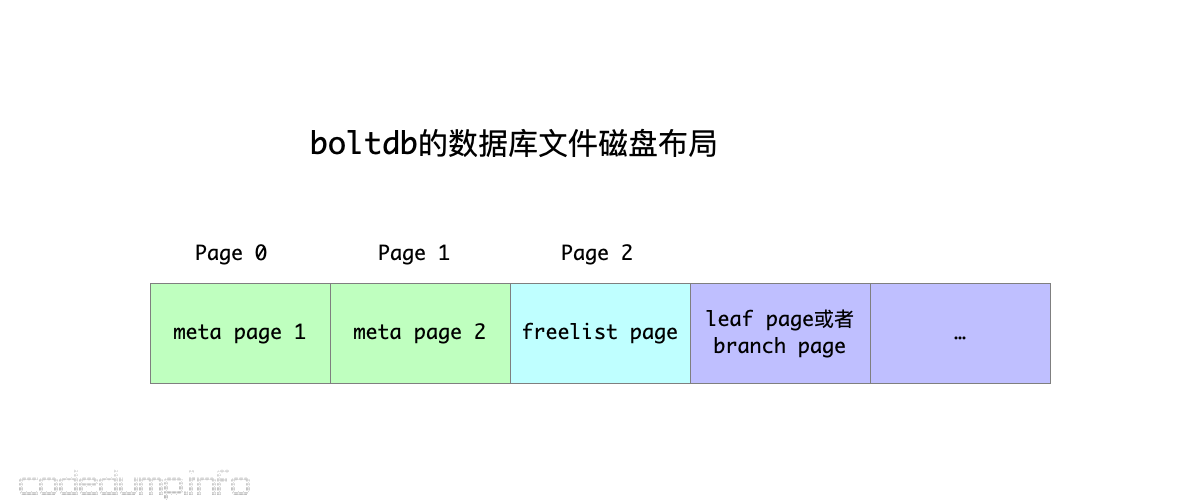 boltdb的数据库文件磁盘布局
Page 0
Page 1
Page 2
meta page 1
meta page 2
freelist page
leaf page或者
branch page
…
codedump.info